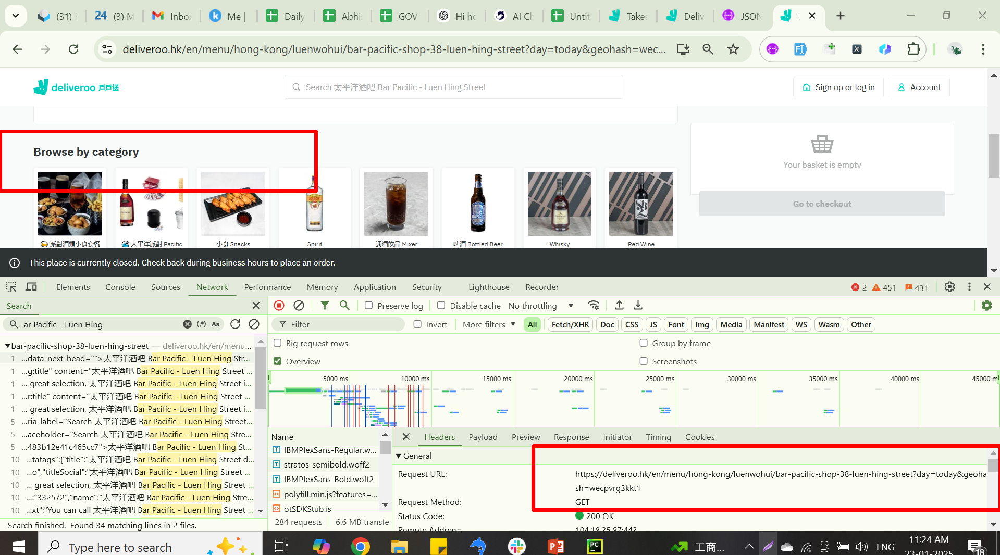 (31)
24 (3) M
Inbo
Me |
Daily
Abhi
GOV
Hi ho
AI Ch
Untit
Take
Deliv
JSON
deliveroo.hk/en/menu/hong-kong/luenwohui/bar-pacific-shop-38-luen-hing-street?day=today&geohash=wec...
deliveroo 戶戶送
Search 太平洋酒吧 Bar Pacific - Luen Hing Street
Sign up or log in
Account
Browse by category
Your basket is empty
Go to checkout
派對酒類小食套餐
太平洋派對 Pacific
小食 Snacks
Spirit
調酒飲品 Mixer
啤酒 Bottled Beer
Whisky
Red Wine
This place is currently closed. Check back during business hours to place an order.
Elements Console Sources Network Performance Memory Application Security Lighthouse Recorder
2 451 431
Search
Preserve log Disable cache No throttling
ar Pacific - Luen Hing
(.*) Aa
Filter Invert More filters All Fetch/XHR Doc CSS JS Font Img Media Manifest WS Wasm Other
bar-pacific-shop-38-luen-hing-street — deliveroo.hk/en/menu...
1 ...data-next-head="">太平洋酒吧 Bar Pacific - Luen Hing Str...
1 ...g:title" content="太平洋酒吧 Bar Pacific - Luen Hing Street ...
1 ... great selection, 太平洋酒吧 Bar Pacific - Luen Hing Street i...
1 ...r:title" content="太平洋酒吧 Bar Pacific - Luen Hing Street ...
1 ... great selection, 太平洋酒吧 Bar Pacific - Luen Hing Street i...
5 ...ria-label="Search 太平洋酒吧 Bar Pacific - Luen Hing Street...
5 ...aceholder="Search 太平洋酒吧 Bar Pacific - Luen Hing Stre...
5 ...483b12e41c465cc7">太平洋酒吧 Bar Pacific - Luen Hing St...
10 ...tatags":{"title":"太平洋酒吧 Bar Pacific - Luen Hing Street d...
10 ...o","titleSocial":"太平洋酒吧 Bar Pacific - Luen Hing Street ...
10 ... great selection, 太平洋酒吧 Bar Pacific - Luen Hing Street i...
10 ...:"332572","name":"太平洋酒吧 Bar Pacific - Luen Hing Stre...
10 ...xt":"You can call 太平洋酒吧 Bar Pacific - Luen Hing Street ...
Search finished. Found 34 matching lines in 2 files.
Big request rows
Group by frame
Overview
Screenshots
5000 ms 10000 ms 15000 ms 20000 ms 25000 ms 30000 ms 35000 ms 40000 ms 45000 m
Name
IBMPlexSans-Regular.w...
stratos-semibold.woff2
IBMPlexSans-Bold.woff2
polyfill.min.js?features=...
otSDKStub.js
284 requests 6.6 MB transfe
Headers Payload Preview Response Initiator Timing Cookies
General
Request URL:
https://deliveroo.hk/en/menu/hong-kong/luenwohui/bar-pacific-shop-38-luen-hing-street?day=today&geoha
sh=wecpvrg3kkt1
Request Method:
GET
Status Code:
200 OK
Remote Address:
104.18.35.87:443
Type here to search
工商...
ENG
11:24 AM
23-01-2025
18